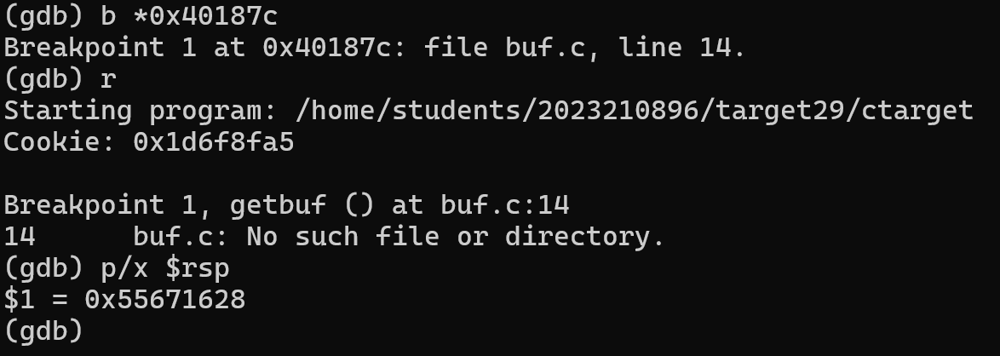 (gdb) b *0x40187c
Breakpoint 1 at 0x40187c: file buf.c, line 14.
(gdb) r
Starting program: /home/students/2023210896/target29/ctarget
Cookie: 0x1d6f8fa5
Breakpoint 1, getbuf () at buf.c:14
14      buf.c: No such file or directory.
(gdb) p/x $rsp
$1 = 0x55671628
(gdb)